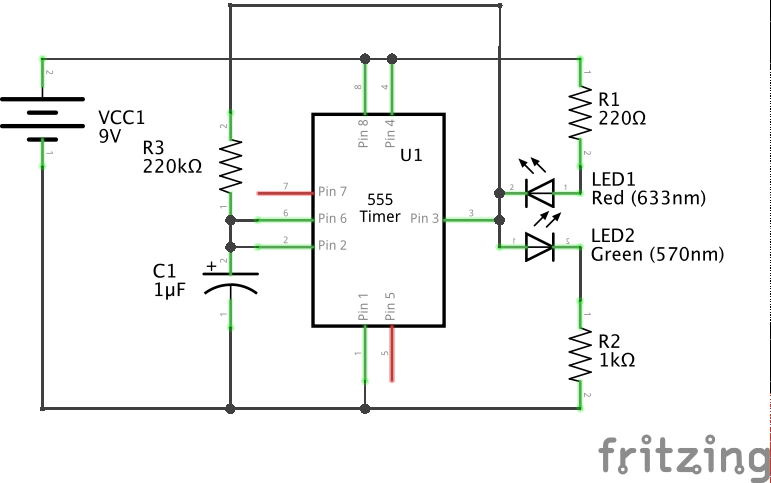 2
8
4
1
VCC1
9V
1
R1
220Ω
Pin 8
Pin 4
2
R3
220kΩ
U1
2
7
Pin 7
555
Timer
2
1
LED1
Red (633nm)
1
6
Pin 6
Pin 3
3
2
Pin 2
1
2
LED2
Green (570nm)
2
+
C1
1µF
1
Pin 1
Pin 5
1
R2
1kΩ
1
5
2
fritzing